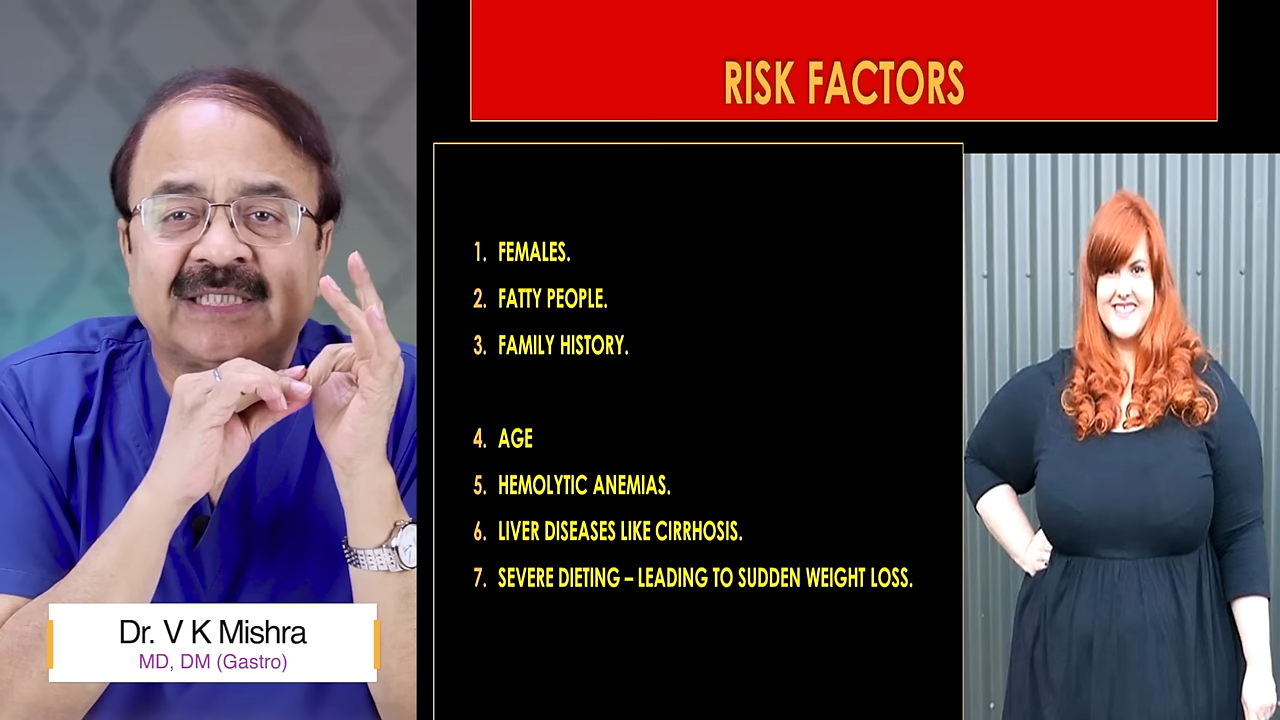 RISK FACTORS
1. FEMALES.
2. FATTY PEOPLE.
3. FAMILY HISTORY.
4. AGE
5. HEMOLYTIC ANEMIAS.
6. LIVER DISEASES LIKE CIRRHOSIS.
7. SEVERE DIETING – LEADING TO SUDDEN WEIGHT LOSS.
Dr. V K Mishra
MD, DM (Gastro)